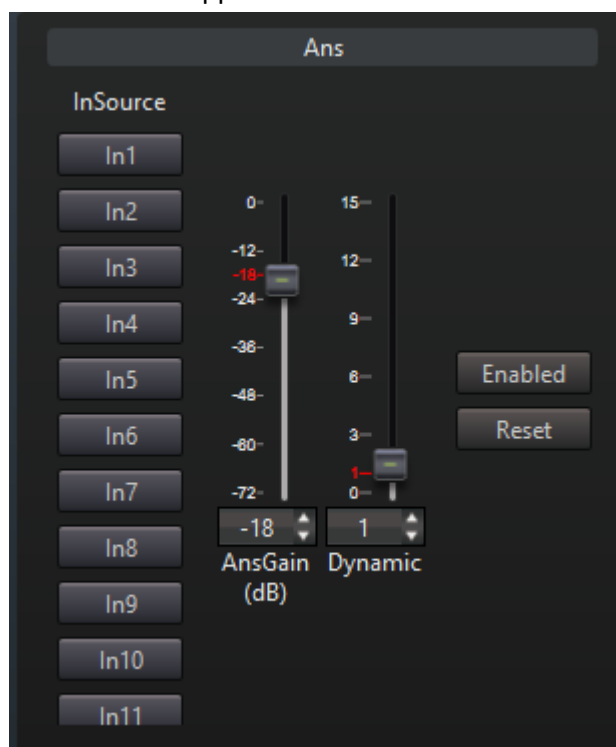 Ans
InSource
In1
In2
In3
In4
In5
In6
In7
In8
In9
In10
In11
0
-12
-18
-24
-36
-48
-60
-72
-18
AnsGain
(dB)
15
12
9
6
3
1
0
1
Dynamic
Enabled
Reset